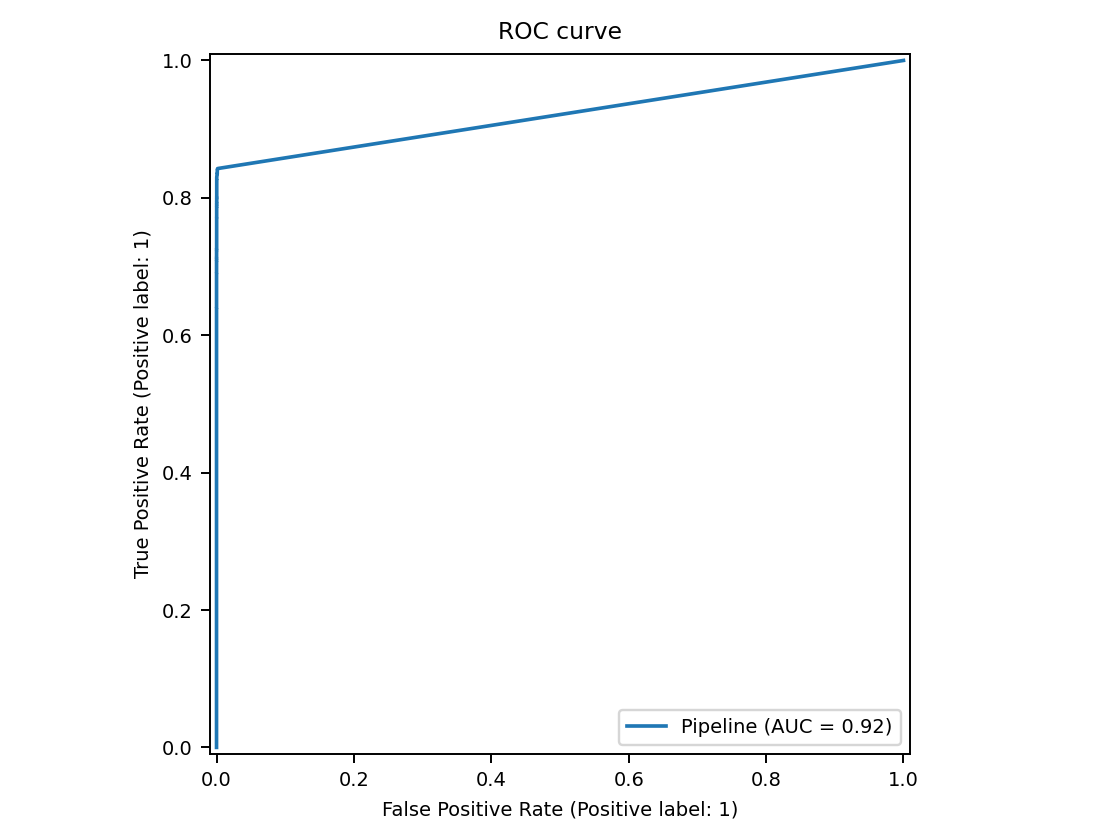 ROC curve
True Positive Rate (Positive label: 1)
1.0
0.8
0.6
0.4
0.2
0.0
Pipeline (AUC = 0.92)
0.0 0.2 0.4 0.6 0.8 1.0
False Positive Rate (Positive label: 1)